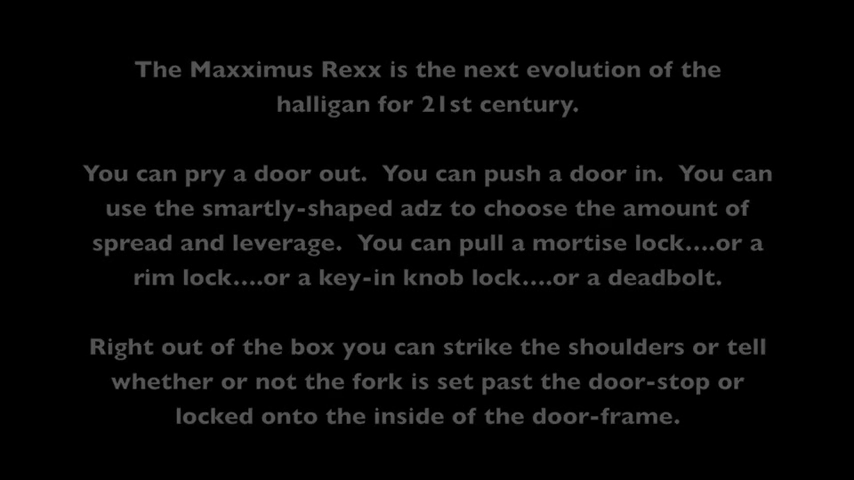 The Maxximus Rexx is the next evolution of the
halligan for 21st century.
You can pry a door out.  You can push a door in.  You can
use the smartly-shaped adz to choose the amount of
spread and leverage.  You can pull a mortise lock….or a
rim lock….or a key-in knob lock….or a deadbolt.
Right out of the box you can strike the shoulders or tell
whether or not the fork is set past the door-stop or
locked onto the inside of the door-frame.